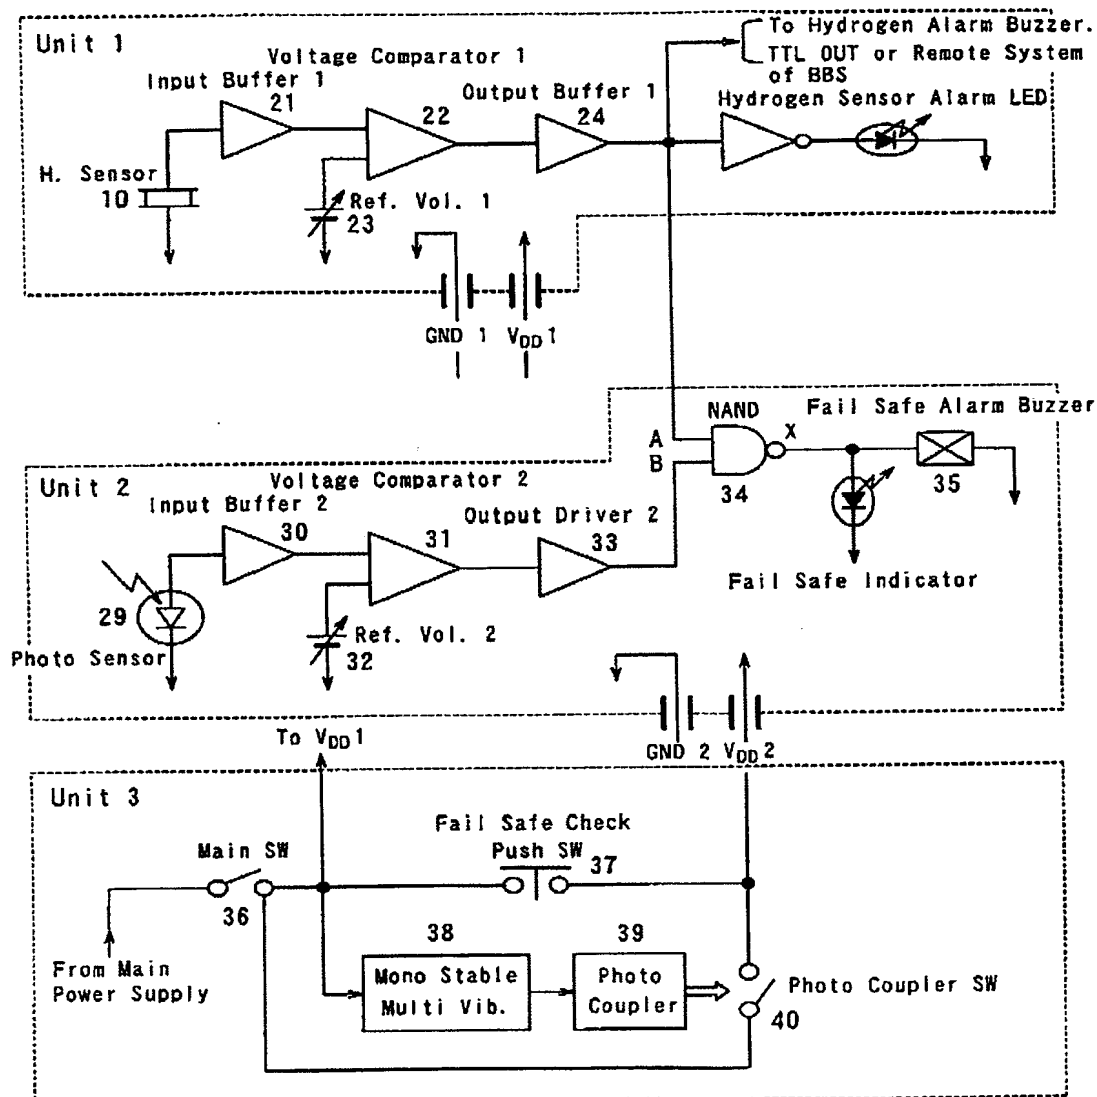 Unit 1
To Hydrogen Alarm Buzzer.
TTL OUT or Remote System
of BBS
Voltage Comparator 1
Input Buffer 1
21
22
Output Buffer 1
24
Hydrogen Sensor Alarm LED
H. Sensor
10
Ref. Vol. 1
23
GND 1
VDD1
NAND
Fail Safe Alarm Buzzer
A
B
X
34
35
Unit 2
Voltage Comparator 2
Input Buffer 2
30
31
Output Driver 2
33
Fail Safe Indicator
29
Photo Sensor
Ref. Vol. 2
32
To VDD1
GND 2
VDD2
Unit 3
Fail Safe Check
Push SW
37
Main SW
36
38
39
From Main
Power Supply
Mono Stable
Multi Vib.
Photo
Coupler
Photo Coupler SW
40